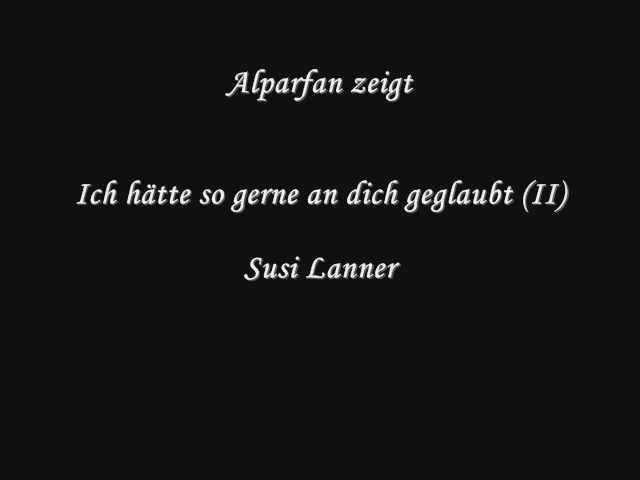 Alparfan zeigt
Ich hätte so gerne an dich geglaubt (II)
Susi Lanner